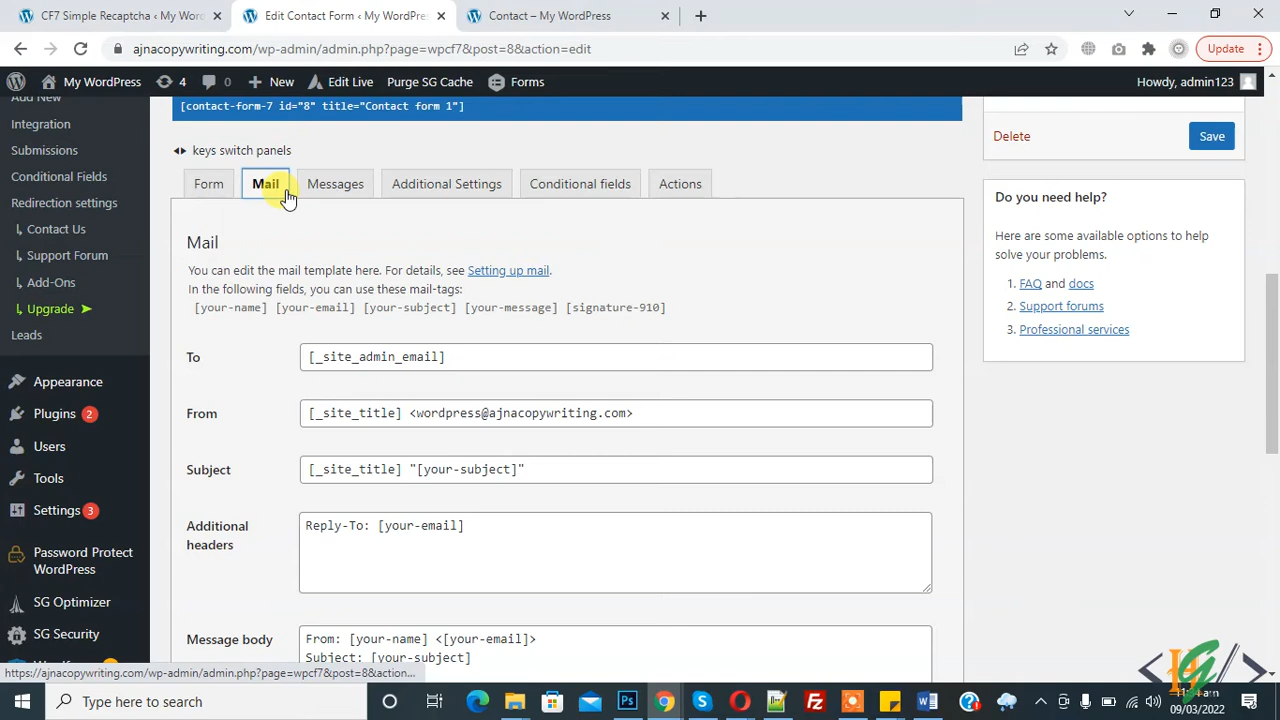 CF7 Simple Recaptcha ‹ My WordP
Edit Contact Form ‹ My WordPres
Contact – My WordPress
ajnacopywriting.com/wp-admin/admin.php?page=wpcf7&post=8&action=edit
Update
My WordPress
4
0
New
Edit Live
Purge SG Cache
Forms
Howdy, admin123
Add New
Integration
Submissions
Conditional Fields
Redirection settings
↳ Contact Us
↳ Support Forum
↳ Add-Ons
↳ Upgrade ➤
Leads
Appearance
Plugins 2
Users
Tools
Settings 3
Password Protect
WordPress
SG Optimizer
SG Security
[contact-form-7 id="8" title="Contact form 1"]
keys switch panels
Form
Mail
Messages
Additional Settings
Conditional fields
Actions
Mail
You can edit the mail template here. For details, see Setting up mail.
In the following fields, you can use these mail-tags:
[your-name] [your-email] [your-subject] [your-message] [signature-910]
To
[_site_admin_email]
From
[_site_title] <wordpress@ajnacopywriting.com>
Subject
[_site_title] "[your-subject]"
Additional
headers
Reply-To: [your-email]
Message body
From: [your-name] <[your-email]>
Subject: [your-subject]
Delete
Save
Do you need help?
Here are some available options to help
solve your problems.
1. FAQ and docs
2. Support forums
3. Professional services
https://ajnacopywriting.com/wp-admin/admin.php?page=wpcf7&post=8&action...
Type here to search
09/03/2022